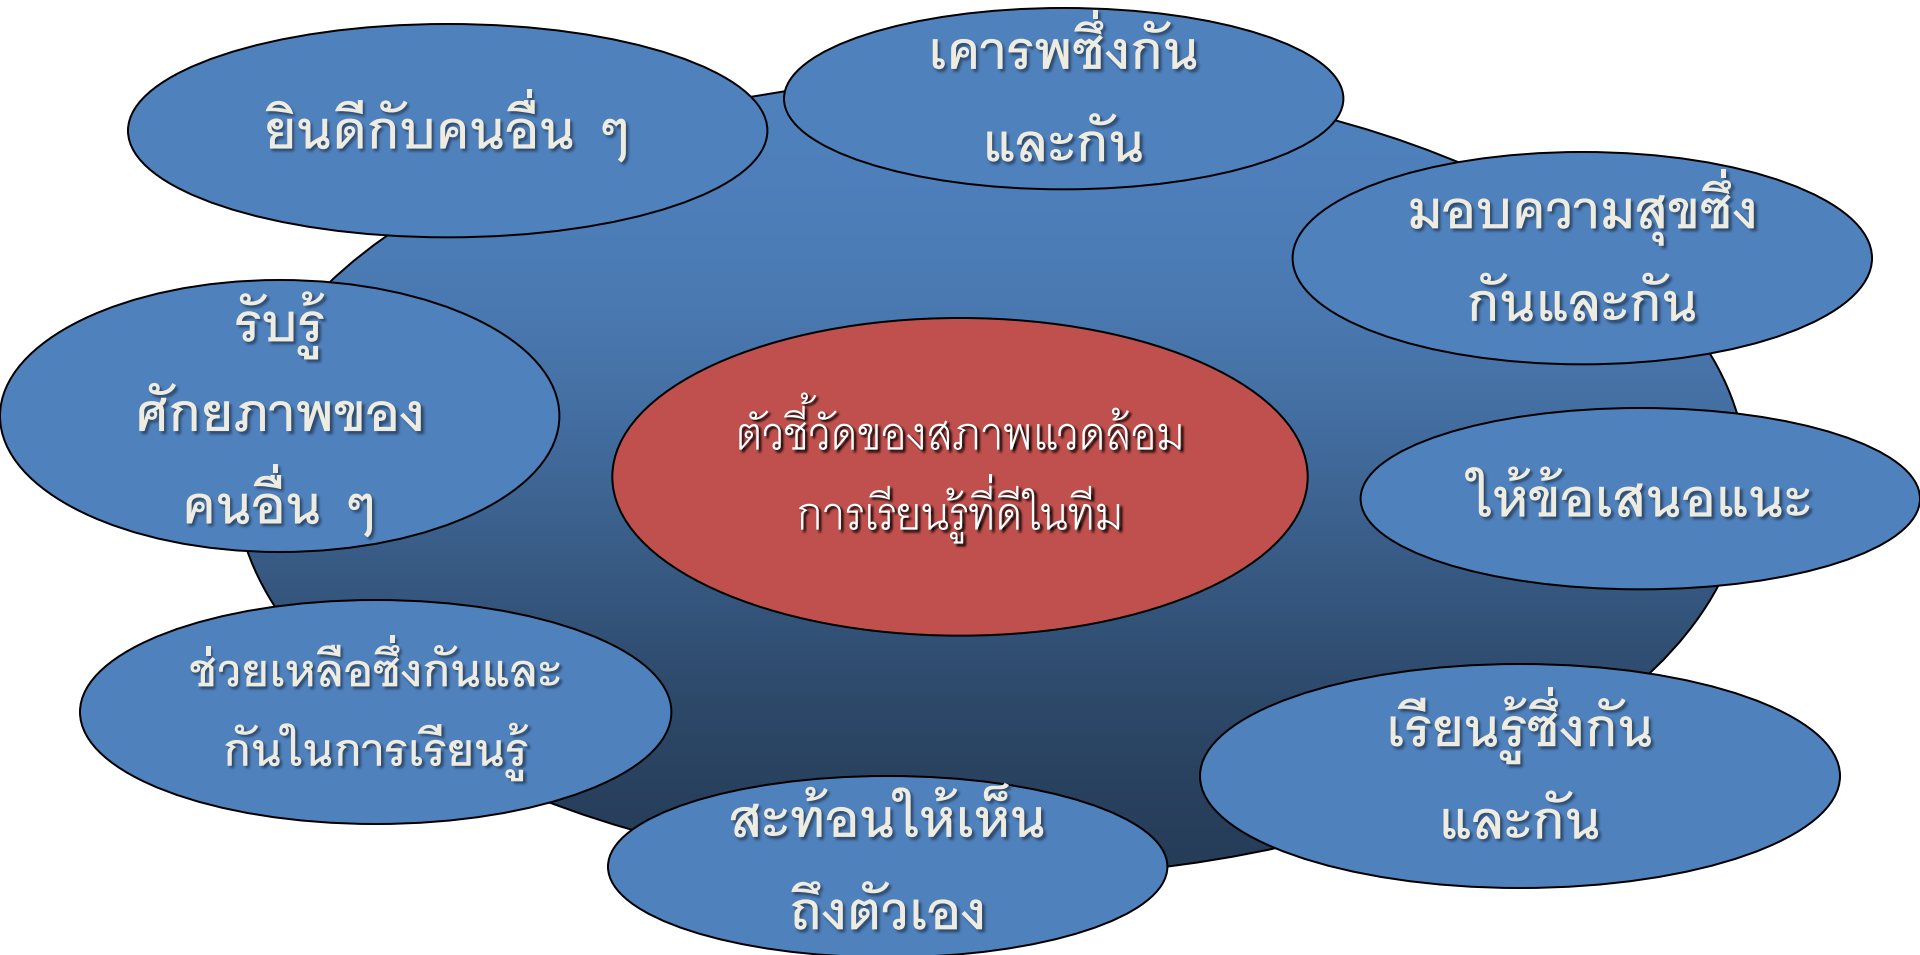 เคารพซึ่งกัน
และกัน
ยินดีกับคนอื่น ๆ
มอบความสุขซึ่ง
กันและกัน
รับรู้
ศักยภาพของ
คนอื่น ๆ
ตัวชี้วัดของสภาพแวดล้อม
การเรียนรู้ที่ดีในทีม
ให้ข้อเสนอแนะ
ช่วยเหลือซึ่งกันและ
กันในการเรียนรู้
เรียนรู้ซึ่งกัน
และกัน
สะท้อนให้เห็น
ถึงตัวเอง